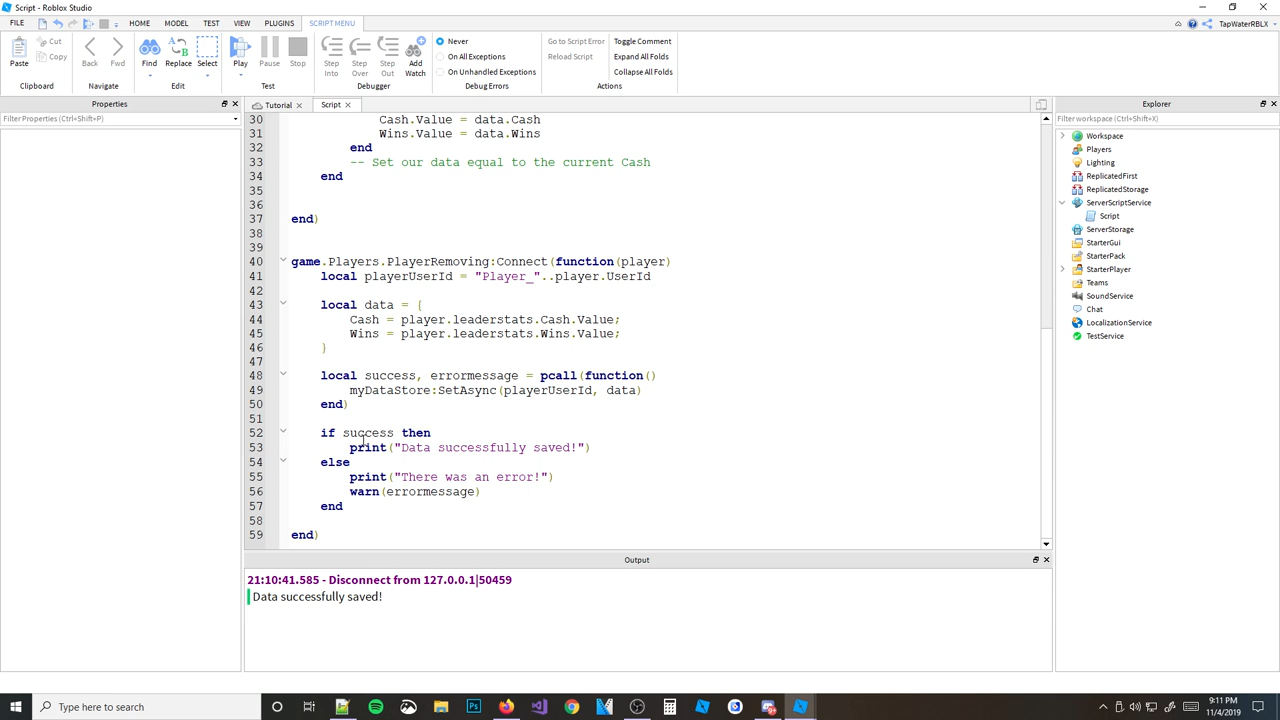 Script - Roblox Studio
FILE HOME MODEL TEST VIEW PLUGINS SCRIPT MENU TapWaterRBLX
Paste Cut Copy Back Fwd Find Replace Select Play Pause Stop Step Into Step Over Step Out Add Watch
Never
On All Exceptions
On Unhandled Exceptions
Go to Script Error
Reload Script
Toggle Comment
Expand All Folds
Collapse All Folds
Clipboard Navigate Edit Test Debugger Debug Errors Actions
Properties
Filter Properties (Ctrl+Shift+P)
Tutorial Script
30 Cash.Value = data.Cash
31 Wins.Value = data.Wins
32 end
33 -- Set our data equal to the current Cash
34 end
35
36
37 end)
38
39
40 game.Players.PlayerRemoving:Connect(function(player)
41 local playerUserId = "Player_"..player.UserId
42
43 local data = {
44 Cash = player.leaderstats.Cash.Value;
45 Wins = player.leaderstats.Wins.Value;
46 }
47
48 local success, errormessage = pcall(function()
49 myDataStore:SetAsync(playerUserId, data)
50 end)
51
52 if success then
53 print("Data successfully saved!")
54 else
55 print("There was an error!")
56 warn(errormessage)
57 end
58
59 end)
Output
21:10:41.585 - Disconnect from 127.0.0.1|50459
Data successfully saved!
Explorer
Filter workspace (Ctrl+Shift+X)
Workspace
Players
Lighting
ReplicatedFirst
ReplicatedStorage
ServerScriptService
Script
ServerStorage
StarterGui
StarterPack
StarterPlayer
Teams
SoundService
Chat
LocalizationService
TestService
Type here to search
9:11 PM
11/4/2019